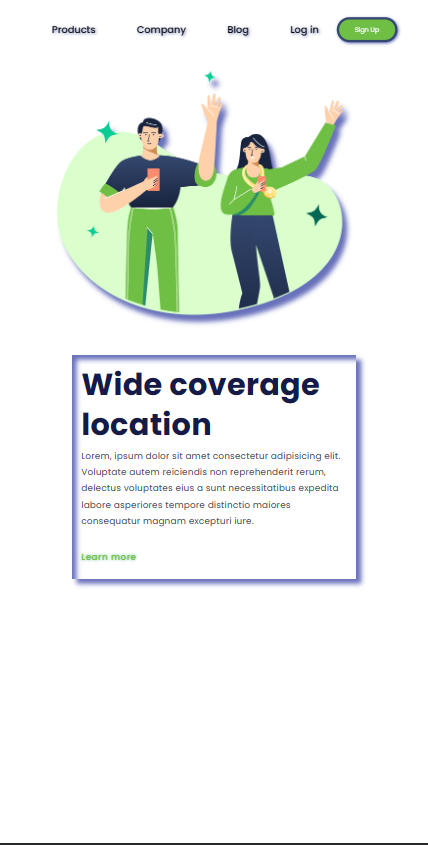 Products Company Blog Log in Sign Up
Wide coverage
location
Lorem, ipsum dolor sit amet consectetur adipisicing elit.
Voluptate autem reiciendis non reprehenderit rerum,
delectus voluptates eius a sunt necessitatibus expedita
labore asperiores tempore distinctio maiores
consequatur magnam excepturi iure.
Learn more